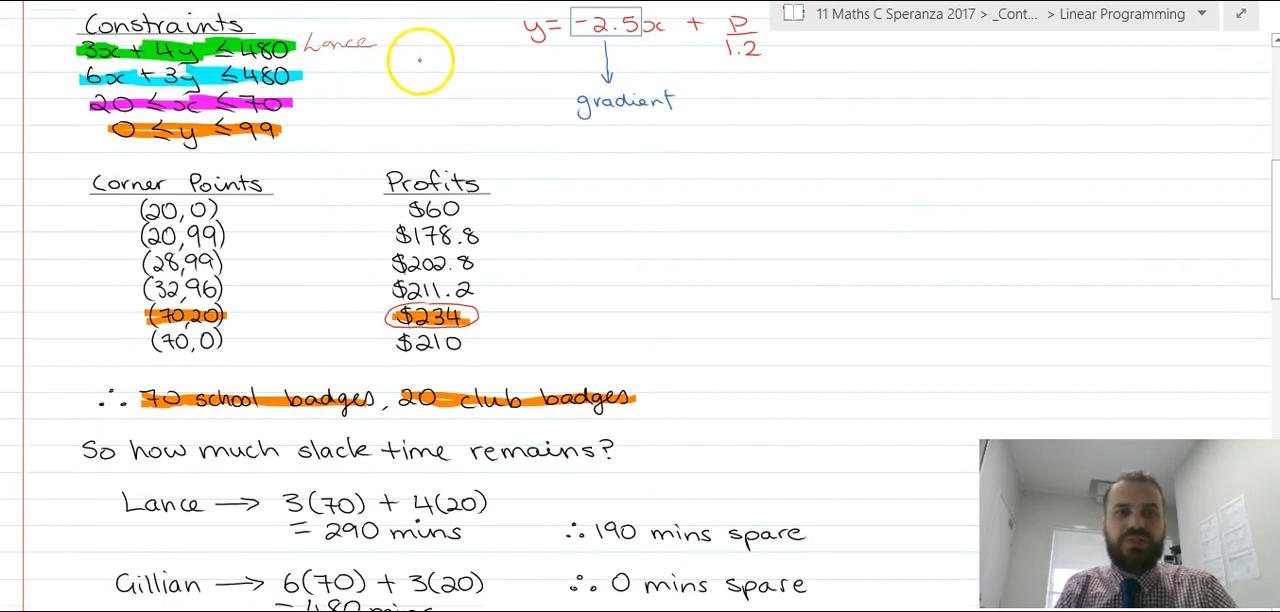 11 Maths C Speranza 2017 > _Cont... > Linear Programming
Constraints
3x + 4y ≤ 480 Lance
6x + 3y ≤ 480
20 ≤ x ≤ 70
0 ≤ y ≤ 99
y = -2.5x + P/1.2
gradient
Corner Points Profits
(20, 0) $60
(20, 99) $178.8
(28, 99) $202.8
(32, 96) $211.2
(70, 20) $234
(70, 0) $210
∴ 70 school badges, 20 club badges
So how much slack time remains?
Lance → 3(70) + 4(20)
= 290 mins ∴ 190 mins spare
Gillian → 6(70) + 3(20) ∴ 0 mins spare
= 480 mins